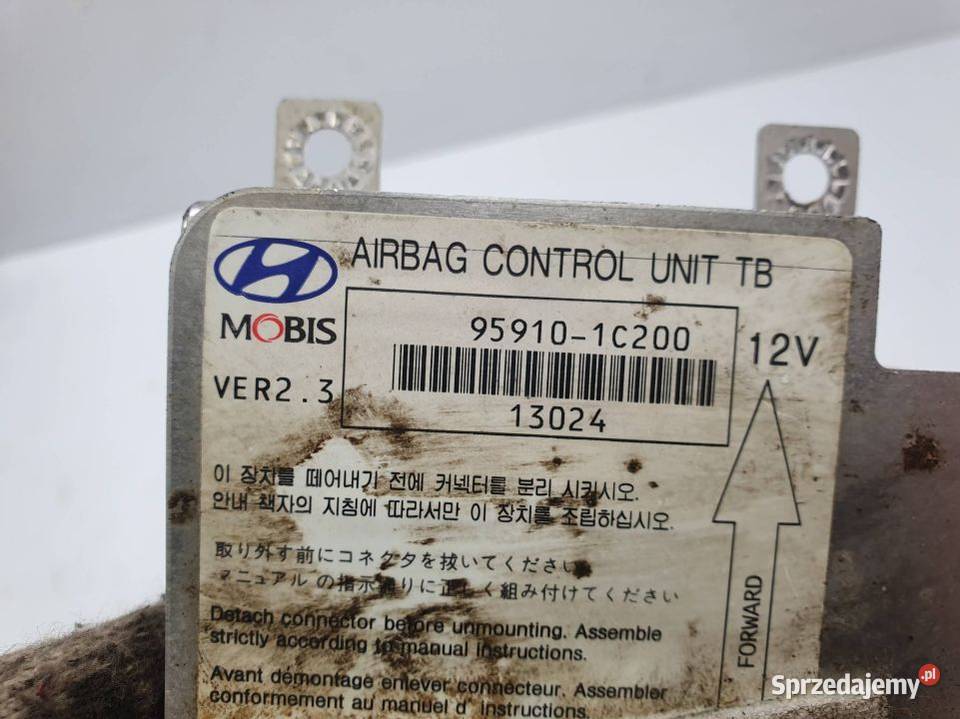 AIRBAG CONTROL UNIT TB
MOBIS
95910-1C200
12V
VER2.3
13024
이 장치를 떼어내기 전에 커넥터를 분리 시키시오.
안내 책자의 지침에 따라서만 이 장치를 조립하십시오.
取り外す前にコネクタを抜いてください
マニュアルの指示通りに正しく組み付けてください
FORWARD
Detach connector before unmounting. Assemble
strictly according to manual instructions.
Avant démontage enlever connecteur. Assembler
conformement au manuel d' instructions.
Sprzedajemy.pl